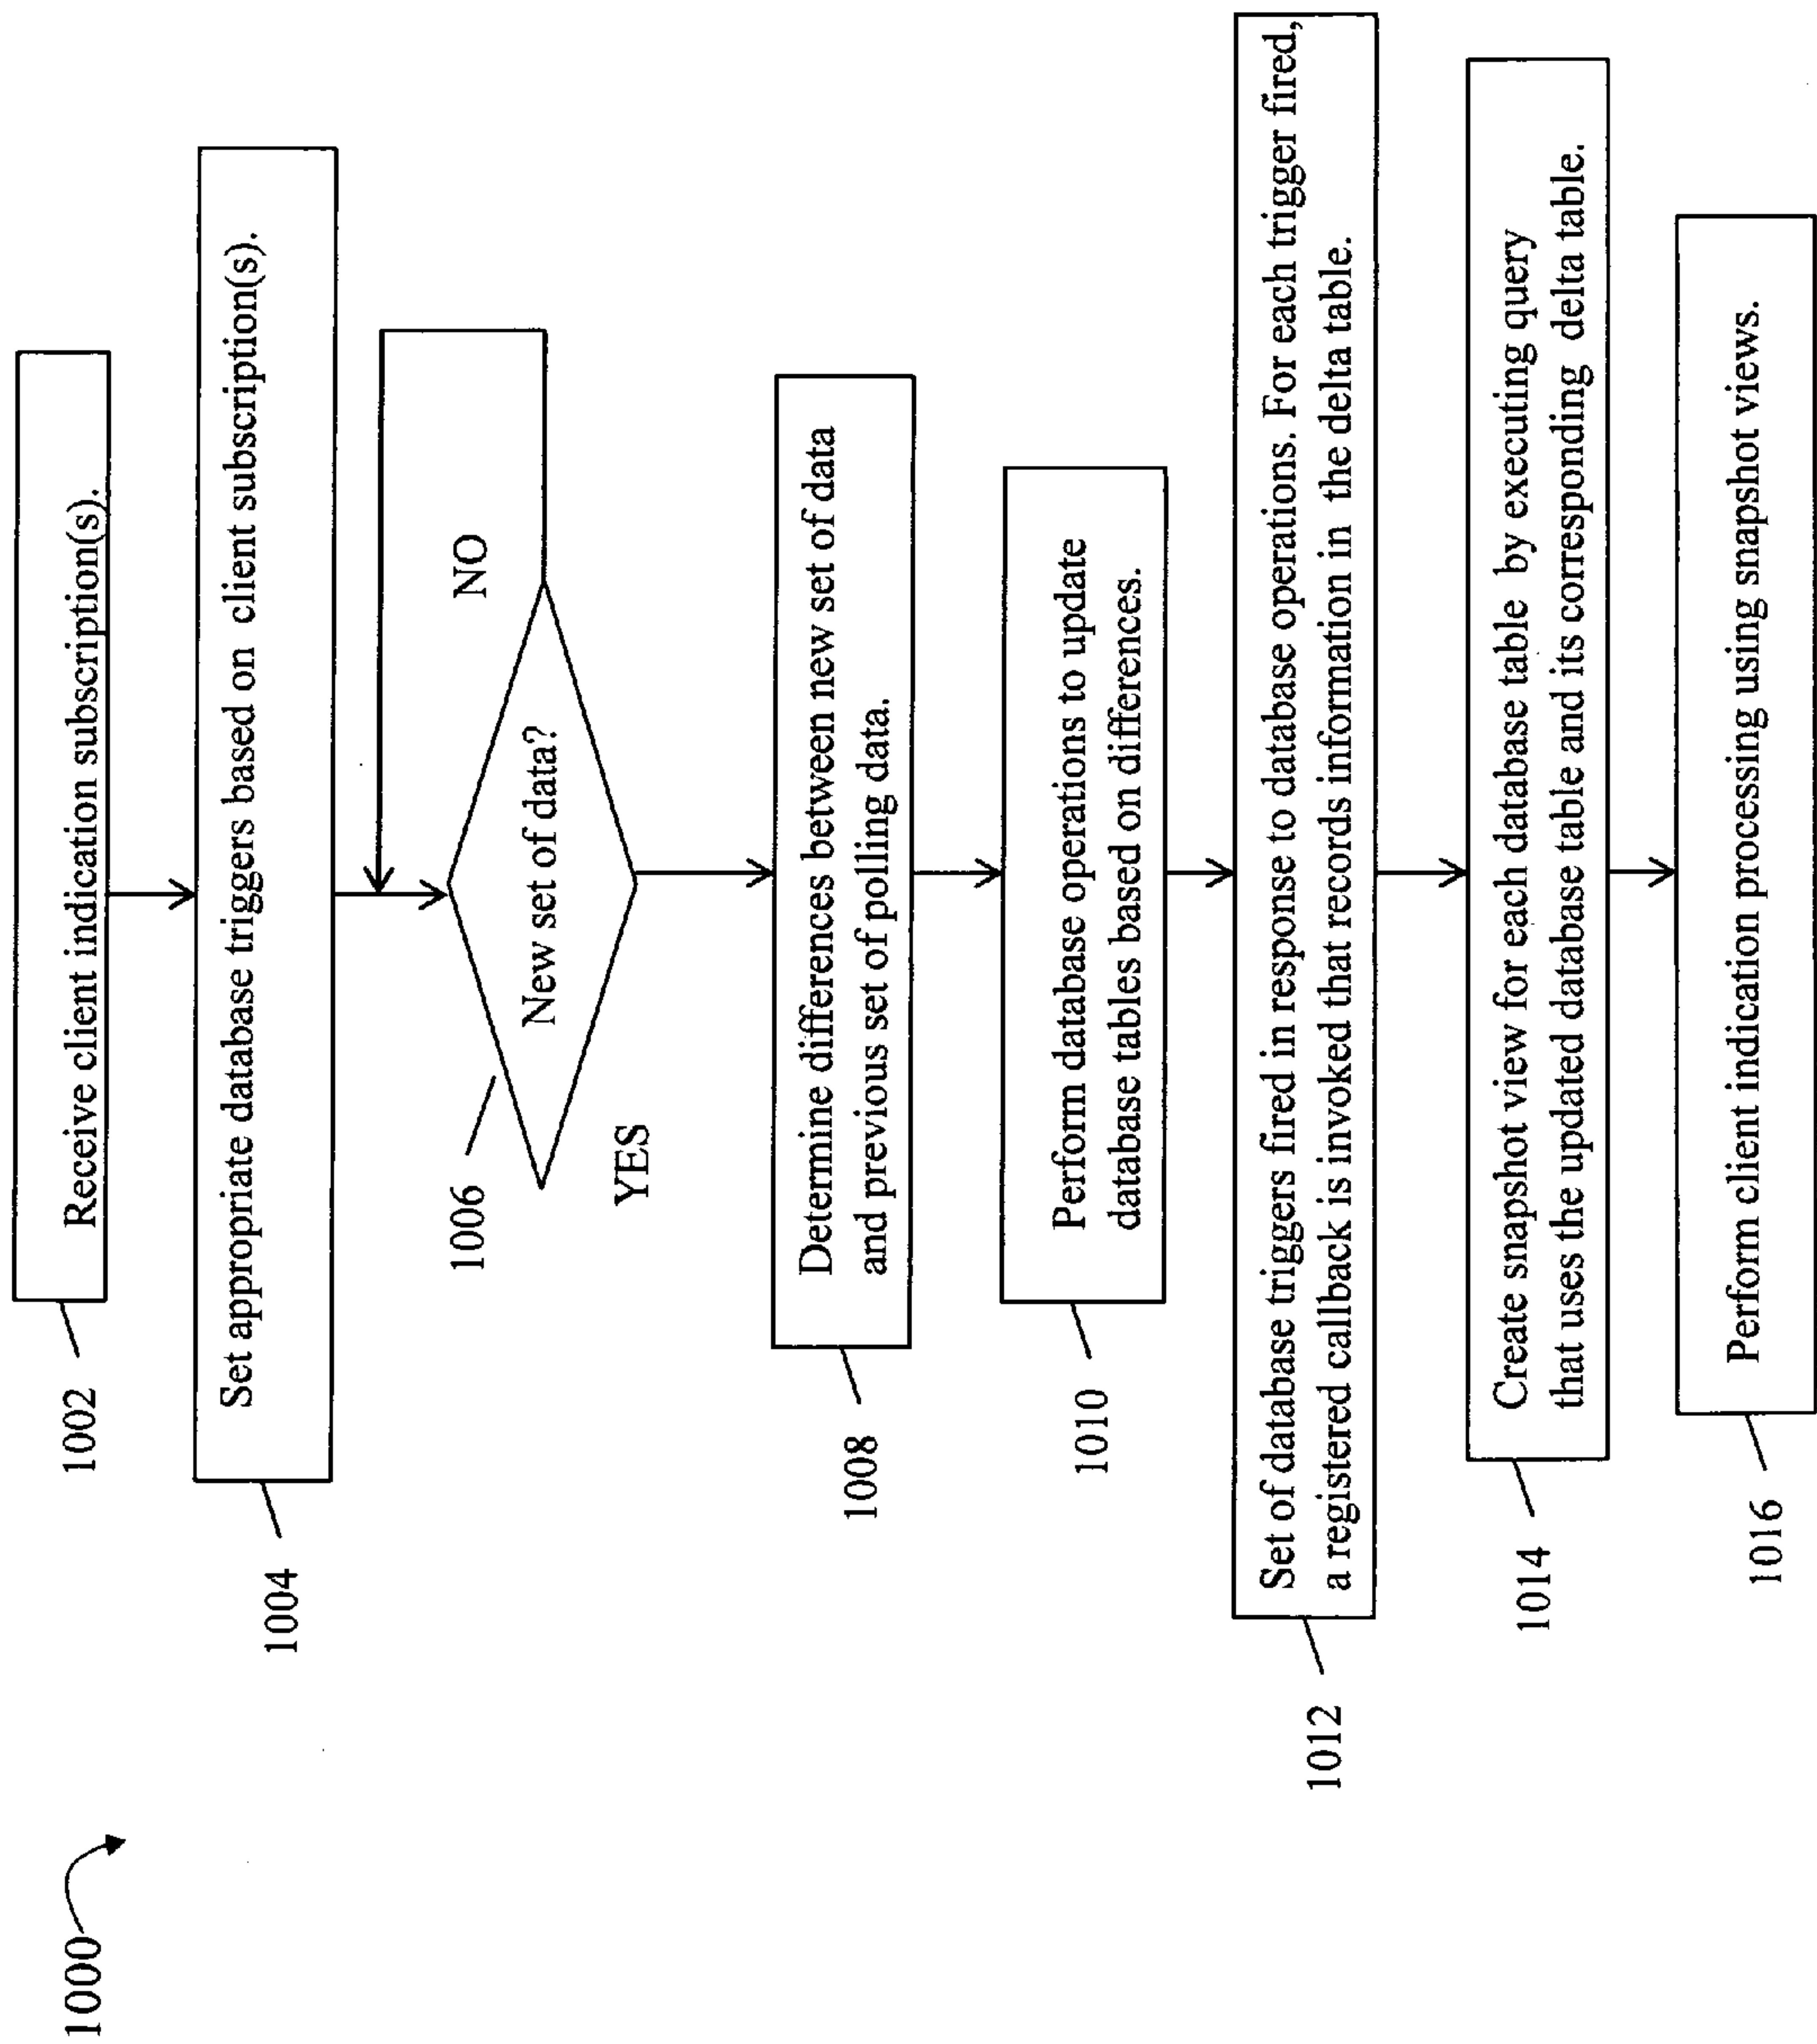 1000
1002
Receive client indication subscription(s).
1004
Set appropriate database triggers based on client subscription(s).
1006
New set of data?
NO
YES
1008
Determine differences between new set of data
and previous set of polling data.
1010
Perform database operations to update
database tables based on differences.
1012
Set of database triggers fired in response to database operations. For each trigger fired,
a registered callback is invoked that records information in the delta table.
1014
Create snapshot view for each database table by executing query
that uses the updated database table and its corresponding delta table.
1016
Perform client indication processing using snapshot views.